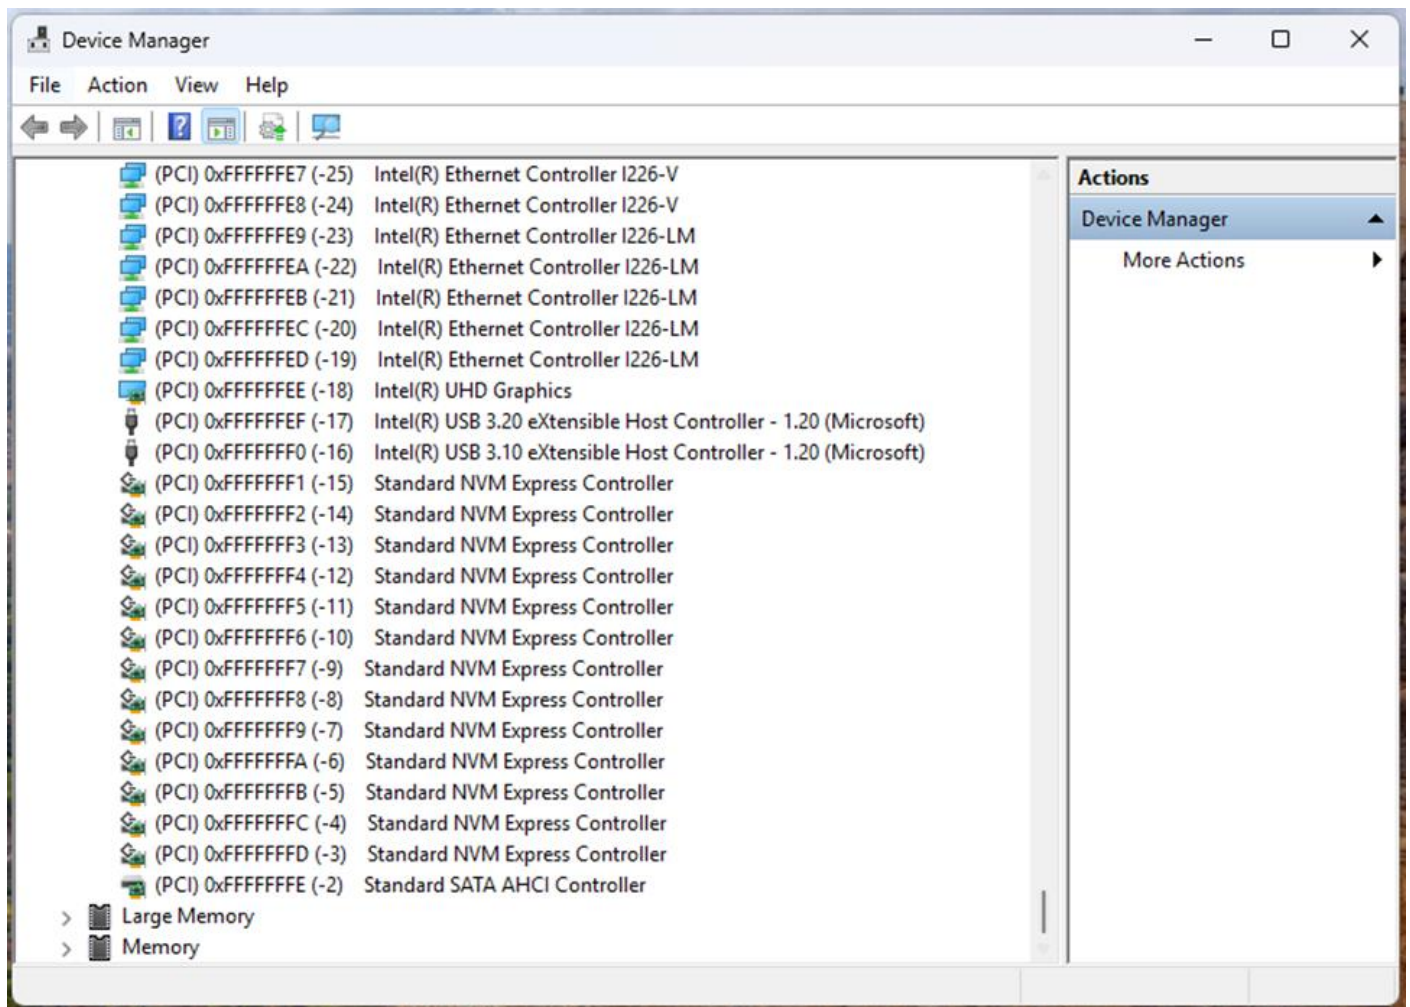 Device Manager
File Action View Help
(PCI) 0xFFFFFFE7 (-25) Intel(R) Ethernet Controller I226-V
(PCI) 0xFFFFFFE8 (-24) Intel(R) Ethernet Controller I226-V
(PCI) 0xFFFFFFE9 (-23) Intel(R) Ethernet Controller I226-LM
(PCI) 0xFFFFFFEA (-22) Intel(R) Ethernet Controller I226-LM
(PCI) 0xFFFFFFEB (-21) Intel(R) Ethernet Controller I226-LM
(PCI) 0xFFFFFFEC (-20) Intel(R) Ethernet Controller I226-LM
(PCI) 0xFFFFFFED (-19) Intel(R) Ethernet Controller I226-LM
(PCI) 0xFFFFFFEE (-18) Intel(R) UHD Graphics
(PCI) 0xFFFFFFEF (-17) Intel(R) USB 3.20 eXtensible Host Controller - 1.20 (Microsoft)
(PCI) 0xFFFFFFF0 (-16) Intel(R) USB 3.10 eXtensible Host Controller - 1.20 (Microsoft)
(PCI) 0xFFFFFFF1 (-15) Standard NVM Express Controller
(PCI) 0xFFFFFFF2 (-14) Standard NVM Express Controller
(PCI) 0xFFFFFFF3 (-13) Standard NVM Express Controller
(PCI) 0xFFFFFFF4 (-12) Standard NVM Express Controller
(PCI) 0xFFFFFFF5 (-11) Standard NVM Express Controller
(PCI) 0xFFFFFFF6 (-10) Standard NVM Express Controller
(PCI) 0xFFFFFFF7 (-9) Standard NVM Express Controller
(PCI) 0xFFFFFFF8 (-8) Standard NVM Express Controller
(PCI) 0xFFFFFFF9 (-7) Standard NVM Express Controller
(PCI) 0xFFFFFFFA (-6) Standard NVM Express Controller
(PCI) 0xFFFFFFFB (-5) Standard NVM Express Controller
(PCI) 0xFFFFFFFC (-4) Standard NVM Express Controller
(PCI) 0xFFFFFFFD (-3) Standard NVM Express Controller
(PCI) 0xFFFFFFFE (-2) Standard SATA AHCI Controller
Large Memory
Memory
Actions
Device Manager
More Actions